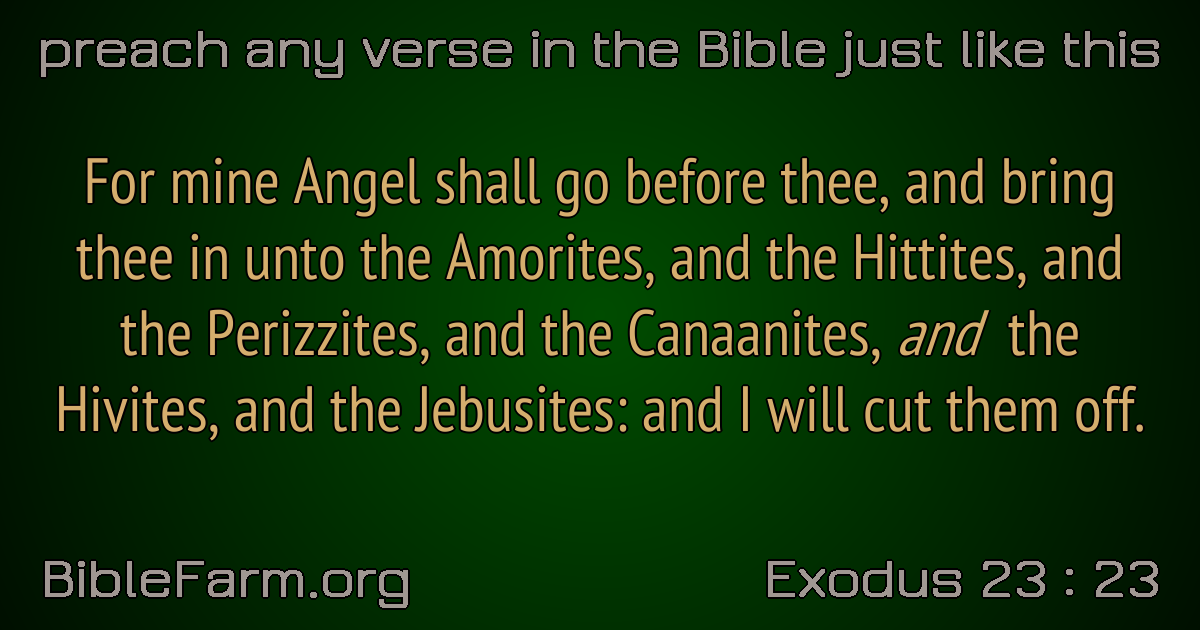 preach any verse in the Bible just like this
For mine Angel shall go before thee, and bring
thee in unto the Amorites, and the Hittites, and
the Perizzites, and the Canaanites, and the
Hivites, and the Jebusites: and I will cut them off.
BibleFarm.org
Exodus 23 : 23